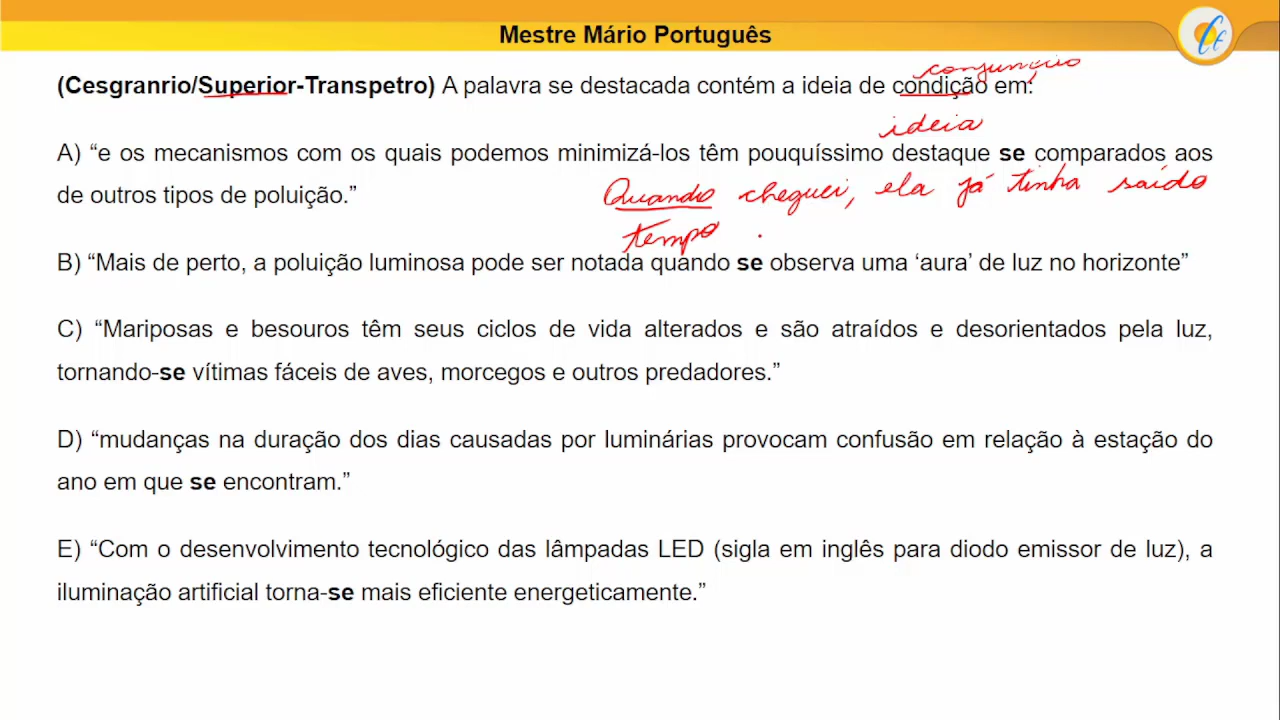 Mestre Mário Português
conjunção
(Cesgranrio/Superior-Transpetro) A palavra se destacada contém a ideia de condição em:
ideia
A) “e os mecanismos com os quais podemos minimizá-los têm pouquíssimo destaque se comparados aos
Quando cheguei, ela já tinha saído
de outros tipos de poluição.”
tempo
B) “Mais de perto, a poluição luminosa pode ser notada quando se observa uma ‘aura’ de luz no horizonte”
C) “Mariposas e besouros têm seus ciclos de vida alterados e são atraídos e desorientados pela luz,
tornando-se vítimas fáceis de aves, morcegos e outros predadores.”
D) “mudanças na duração dos dias causadas por luminárias provocam confusão em relação à estação do
ano em que se encontram.”
E) “Com o desenvolvimento tecnológico das lâmpadas LED (sigla em inglês para diodo emissor de luz), a
iluminação artificial torna-se mais eficiente energeticamente.”